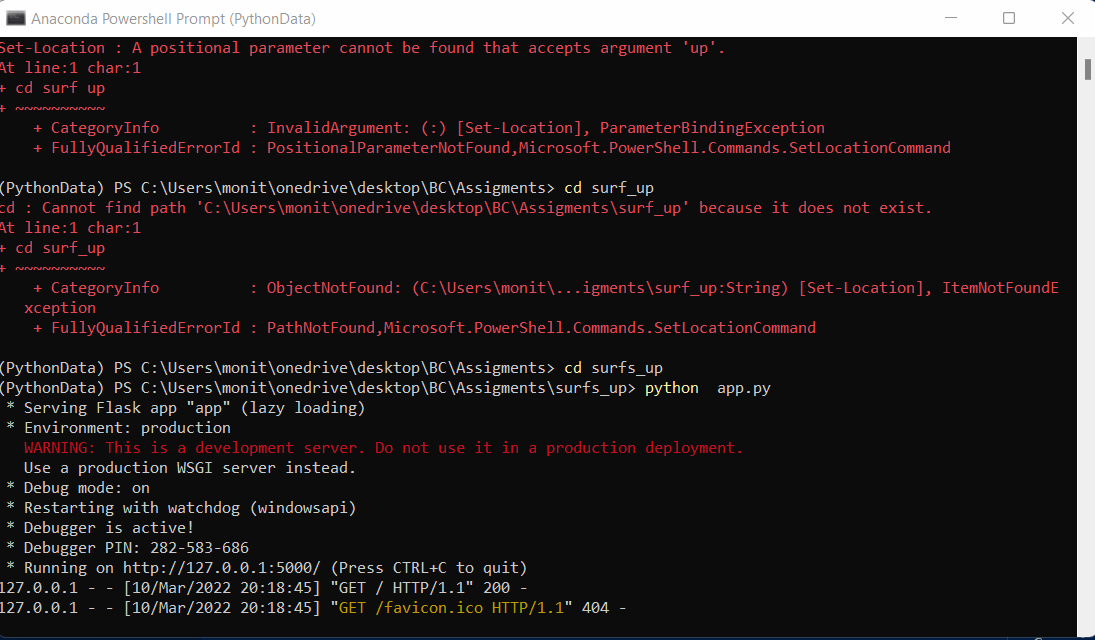 Anaconda Powershell Prompt (PythonData)
Set-Location : A positional parameter cannot be found that accepts argument 'up'.
At line:1 char:1
+ cd surf up
+ ~~~~~~~~~~
    + CategoryInfo          : InvalidArgument: (:) [Set-Location], ParameterBindingException
    + FullyQualifiedErrorId : PositionalParameterNotFound,Microsoft.PowerShell.Commands.SetLocationCommand
(PythonData) PS C:\Users\monit\onedrive\desktop\BC\Assigments> cd surf_up
cd : Cannot find path 'C:\Users\monit\onedrive\desktop\BC\Assigments\surf_up' because it does not exist.
At line:1 char:1
+ cd surf_up
+ ~~~~~~~~~~
    + CategoryInfo          : ObjectNotFound: (C:\Users\monit\...igments\surf_up:String) [Set-Location], ItemNotFoundE
   xception
    + FullyQualifiedErrorId : PathNotFound,Microsoft.PowerShell.Commands.SetLocationCommand
(PythonData) PS C:\Users\monit\onedrive\desktop\BC\Assigments> cd surfs_up
(PythonData) PS C:\Users\monit\onedrive\desktop\BC\Assigments\surfs_up> python  app.py
 * Serving Flask app "app" (lazy loading)
 * Environment: production
   WARNING: This is a development server. Do not use it in a production deployment.
   Use a production WSGI server instead.
 * Debug mode: on
 * Restarting with watchdog (windowsapi)
 * Debugger is active!
 * Debugger PIN: 282-583-686
 * Running on http://127.0.0.1:5000/ (Press CTRL+C to quit)
127.0.0.1 - - [10/Mar/2022 20:18:45] "GET / HTTP/1.1" 200 -
127.0.0.1 - - [10/Mar/2022 20:18:45] "GET /favicon.ico HTTP/1.1" 404 -